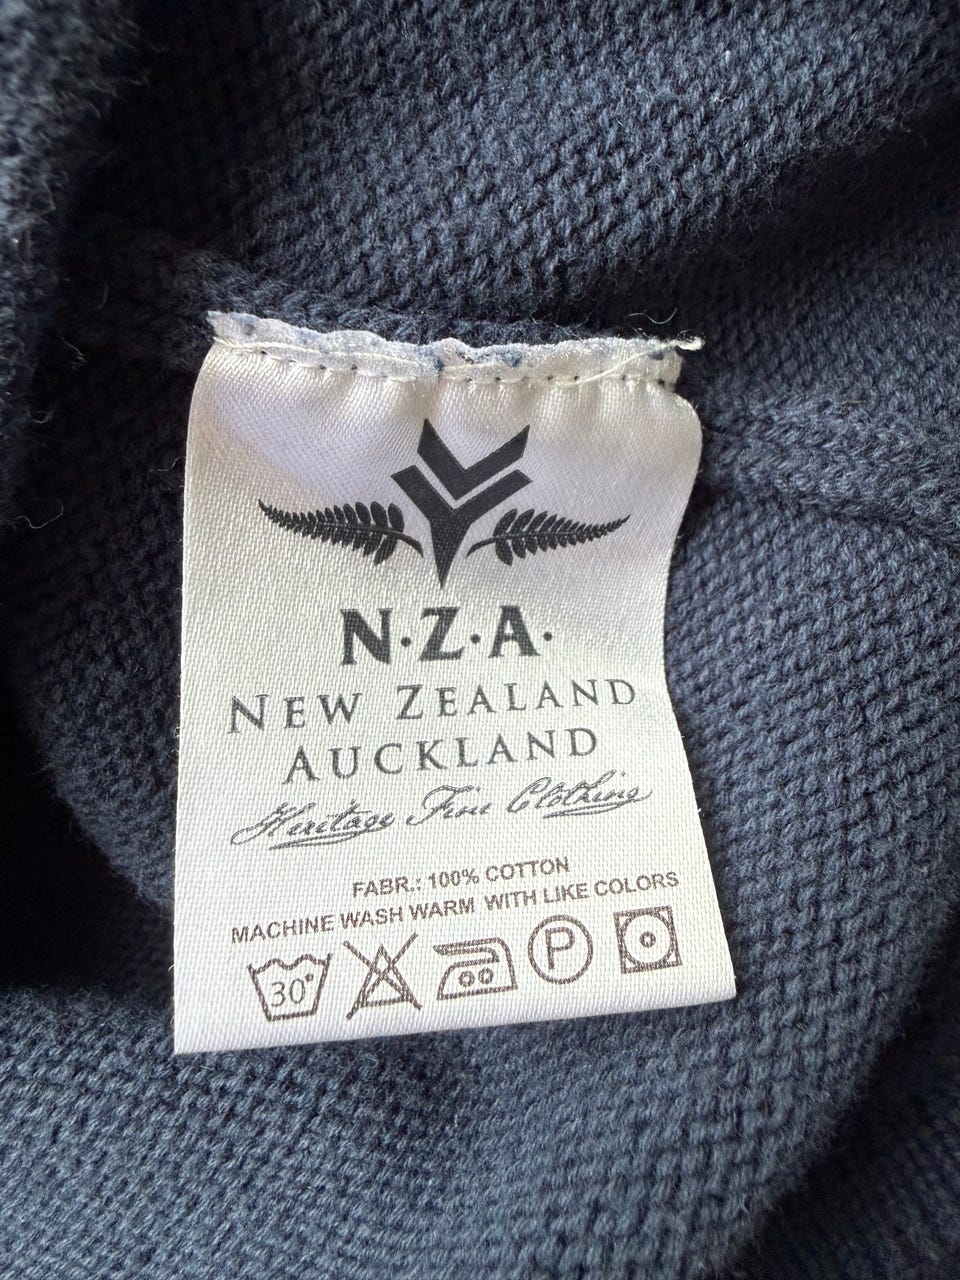 N·Z·A·
NEW ZEALAND
AUCKLAND
Heritage Fine Clothing
FABR.: 100% COTTON
MACHINE WASH WARM WITH LIKE COLORS
30° P